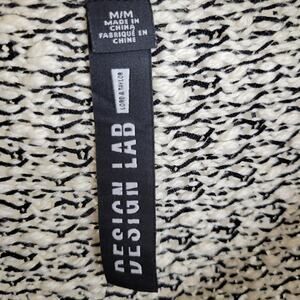 M/M
MADE IN
CHINA
FABRIQUÉ EN
CHINE
DESIGN LAB
LORD & TAYLOR